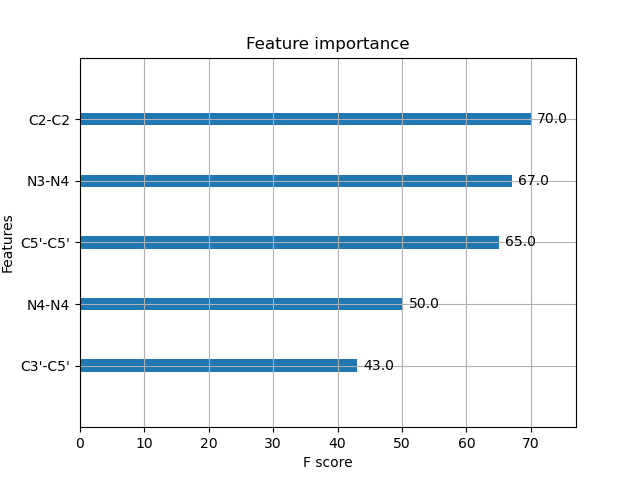 Feature importance
Features
C2-C2
70.0
N3-N4
67.0
C5'-C5'
65.0
N4-N4
50.0
C3'-C5'
43.0
0 10 20 30 40 50 60 70
F score